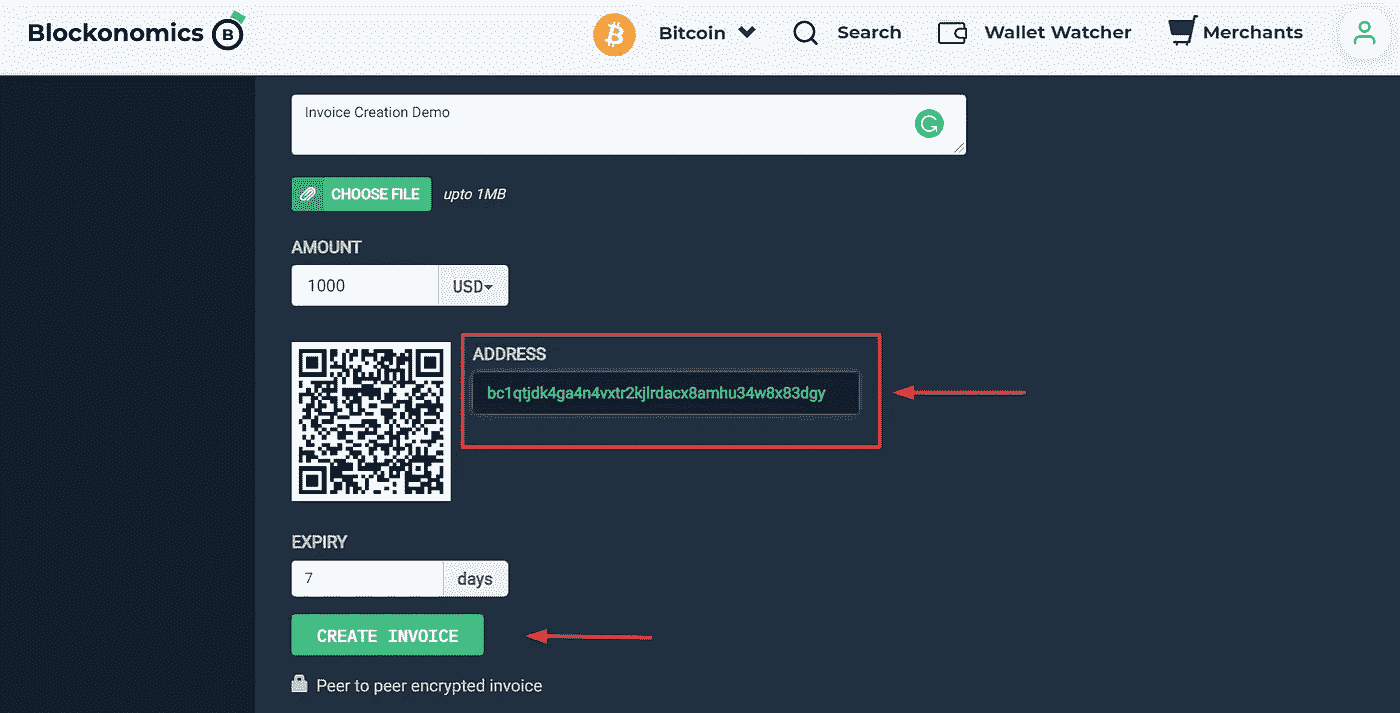 Blockonomics B
Bitcoin Search Wallet Watcher Merchants
Invoice Creation Demo
CHOOSE FILE upto 1MB
AMOUNT
1000 USD
ADDRESS
bc1qtjdk4ga4n4vxtr2kjlrdacx8amhu34w8x83dgy
EXPIRY
7 days
CREATE INVOICE
Peer to peer encrypted invoice